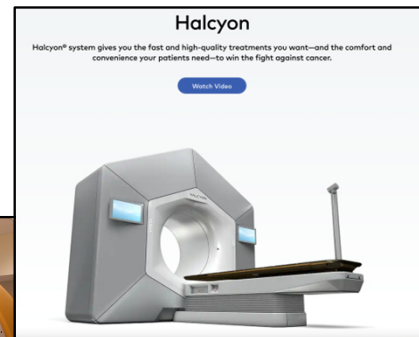 Halcyon
Halcyon® system gives you the fast and high-quality treatments you want—and the comfort and
convenience your patients need—to win the fight against cancer.
Watch Video
HALCYON